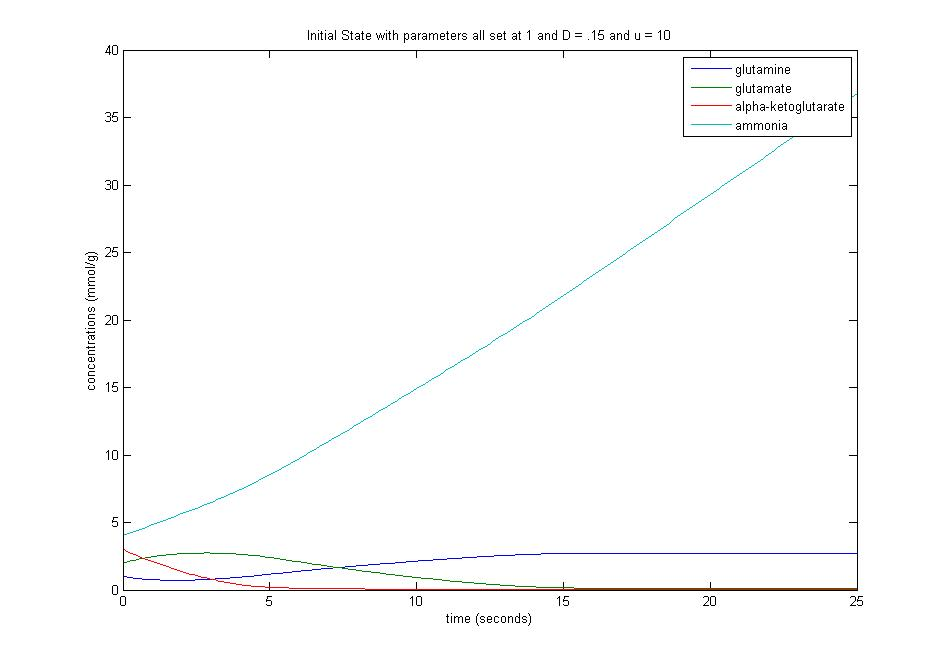 Initial State with parameters all set at 1 and D = .15 and u = 10
40
35
30
25
20
15
10
5
0
concentrations (mmol/g)
glutamine
glutamate
alpha-ketoglutarate
ammonia
0 5 10 15 20 25
time (seconds)